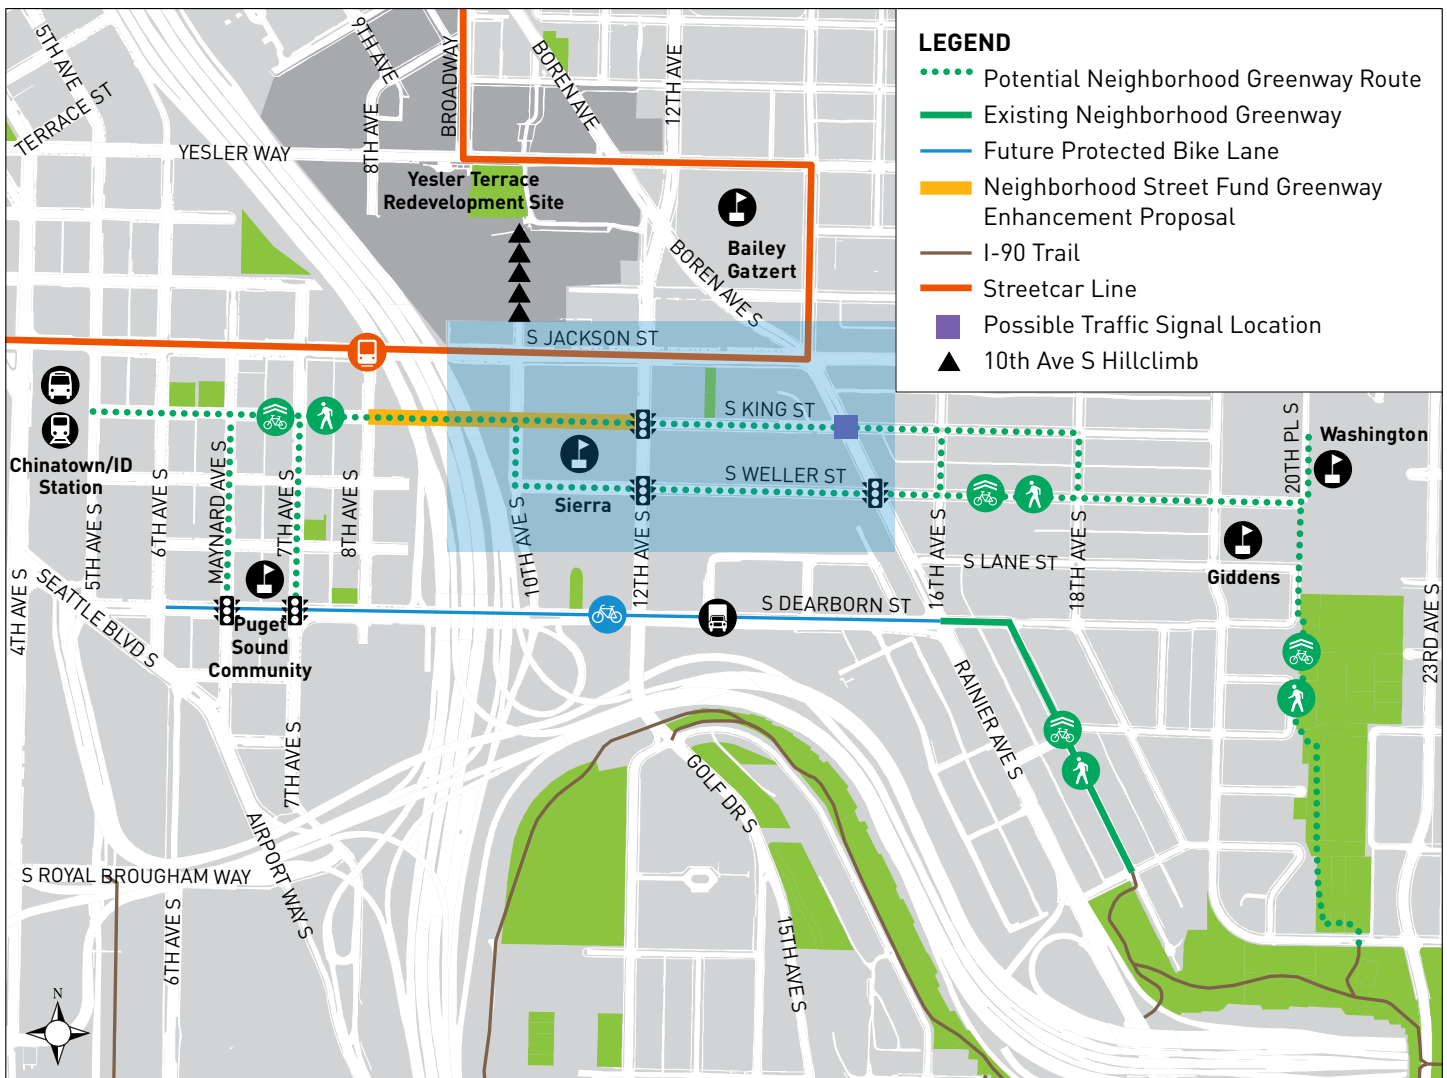 LEGEND
Potential Neighborhood Greenway Route
Existing Neighborhood Greenway
Future Protected Bike Lane
Neighborhood Street Fund Greenway
Enhancement Proposal
I-90 Trail
Streetcar Line
Possible Traffic Signal Location
10th Ave S Hillclimb
5TH AVE
TERRACE ST
9TH AVE
8TH AVE
BROADWAY
BOREN AVE
12TH AVE
YESLER WAY
Yesler Terrace
Redevelopment Site
Bailey
Gatzert
BOREN AVE S
S JACKSON ST
S KING ST
S WELLER ST
Sierra
Chinatown/ID
Station
Washington
20TH PL S
4TH AVE S
5TH AVE S
6TH AVE S
MAYNARD AVE S
7TH AVE S
8TH AVE S
10TH AVE S
12TH AVE S
16TH AVE S
18TH AVE S
S LANE ST
Giddens
23RD AVE S
SEATTLE BLVD S
S DEARBORN ST
Puget
Sound
Community
RAINIER AVE S
7TH AVE S
GOLF DR S
AIRPORT WAY S
S ROYAL BROUGHAM WAY
6TH AVE S
15TH AVE S
N